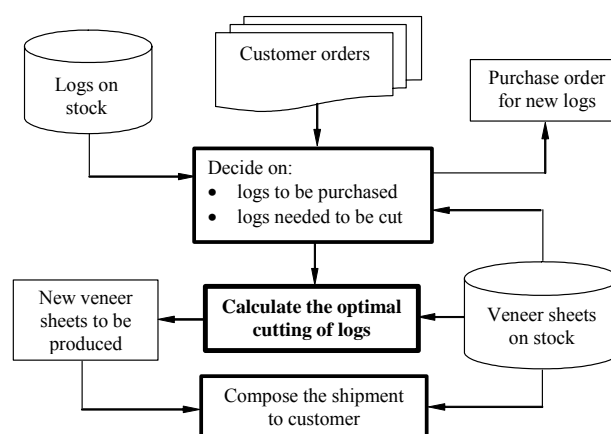 Customer orders
Logs on
stock
Purchase order
for new logs
Decide on:
• logs to be purchased
• logs needed to be cut
New veneer
sheets to be
produced
Calculate the optimal
cutting of logs
Veneer sheets
on stock
Compose the shipment
to customer